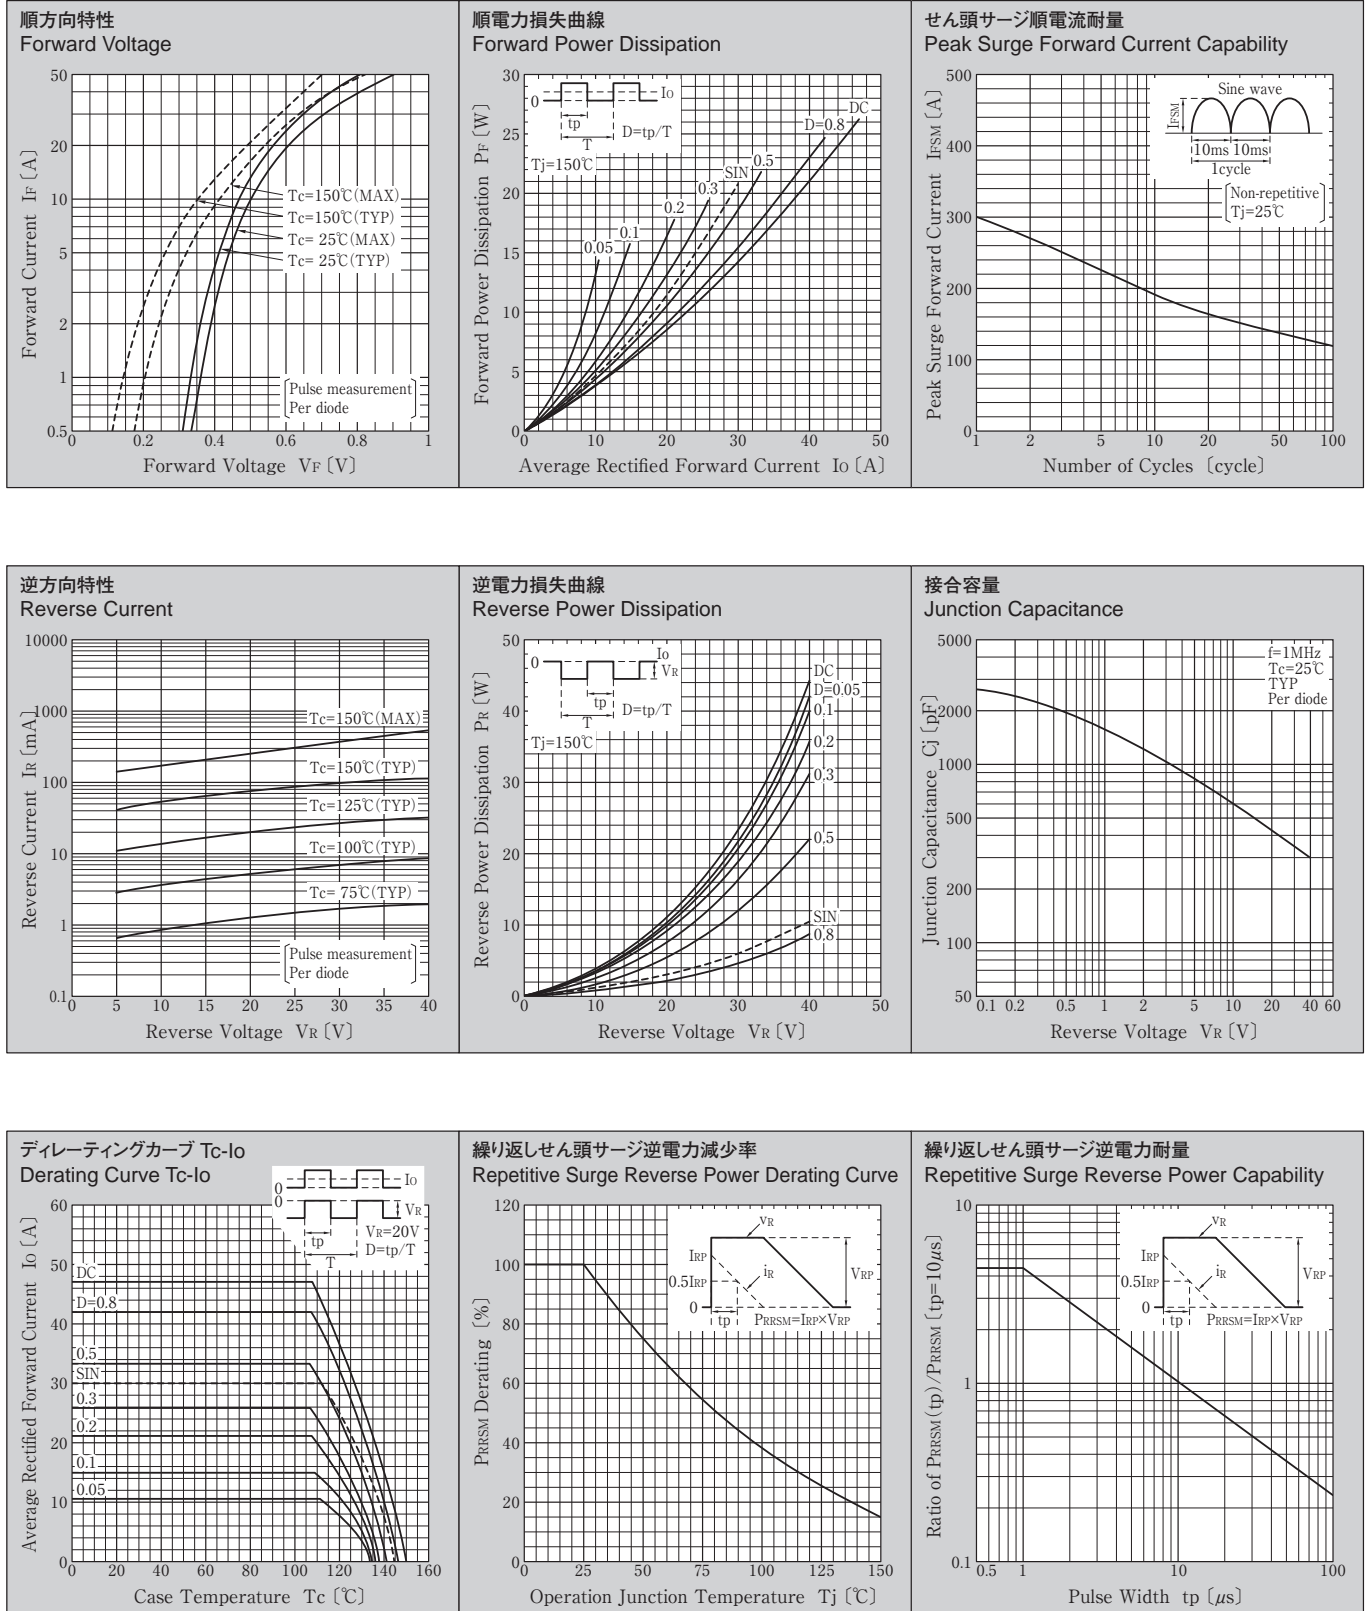 順方向特性
Forward Voltage
50
20
10
5
2
1
0.5
0
0.2
0.4
0.6
0.8
1
Forward Current IF〔A〕
Tc=150℃(MAX)
Tc=150℃(TYP)
Tc= 25℃(MAX)
Tc= 25℃(TYP)
Pulse measurement
Per diode
Forward Voltage VF〔V〕
順電力損失曲線
Forward Power Dissipation
30
25
20
15
10
5
0
0
10
20
30
40
50
Forward Power Dissipation PF〔W〕
0
Io
tp
T
D=tp/T
Tj=150℃
DC
D=0.8
0.5
SIN
0.3
0.2
0.1
0.05
Average Rectified Forward Current Io〔A〕
せん頭サージ順電流耐量
Peak Surge Forward Current Capability
500
400
300
200
100
0
1
2
5
10
20
50
100
Peak Surge Forward Current IFSM〔A〕
Sine wave
IFSM
10ms
10ms
1cycle
Non-repetitive
Tj=25℃
Number of Cycles〔cycle〕
逆方向特性
Reverse Current
10000
1000
100
10
1
0.1
0
5
10
15
20
25
30
35
40
Reverse Current IR〔mA〕
Tc=150℃(MAX)
Tc=150℃(TYP)
Tc=125℃(TYP)
Tc=100℃(TYP)
Tc= 75℃(TYP)
Pulse measurement
Per diode
Reverse Voltage VR〔V〕
逆電力損失曲線
Reverse Power Dissipation
50
40
30
20
10
0
0
10
20
30
40
50
Reverse Power Dissipation PR〔W〕
0
Io
VR
tp
T
D=tp/T
Tj=150℃
DC
D=0.05
0.1
0.2
0.3
0.5
SIN
0.8
Reverse Voltage VR〔V〕
接合容量
Junction Capacitance
5000
2000
1000
500
200
100
50
0.1
0.2
0.5
1
2
5
10
20
40
60
Junction Capacitance Cj〔pF〕
f=1MHz
Tc=25℃
TYP
Per diode
Reverse Voltage VR〔V〕
ディレーティングカーブ Tc-Io
Derating Curve Tc-Io
60
50
40
30
20
10
0
0
20
40
60
80
100
120
140
160
Average Rectified Forward Current Io〔A〕
0
Io
0
VR
tp
T
VR=20V
D=tp/T
DC
D=0.8
0.5
SIN
0.3
0.2
0.1
0.05
Case Temperature Tc〔℃〕
繰り返しせん頭サージ逆電力減少率
Repetitive Surge Reverse Power Derating Curve
120
100
80
60
40
20
0
0
25
50
75
100
125
150
PRRSM Derating〔%〕
vR
IRP
iR
VRP
0.5IRP
0
tp
PRRSM=IRP×VRP
Operation Junction Temperature Tj〔℃〕
繰り返しせん頭サージ逆電力耐量
Repetitive Surge Reverse Power Capability
10
1
0.1
0.5
1
10
100
Ratio of PRRSM(tp)/PRRSM〔tp=10μs〕
vR
IRP
iR
VRP
0.5IRP
0
tp
PRRSM=IRP×VRP
Pulse Width tp〔μs〕